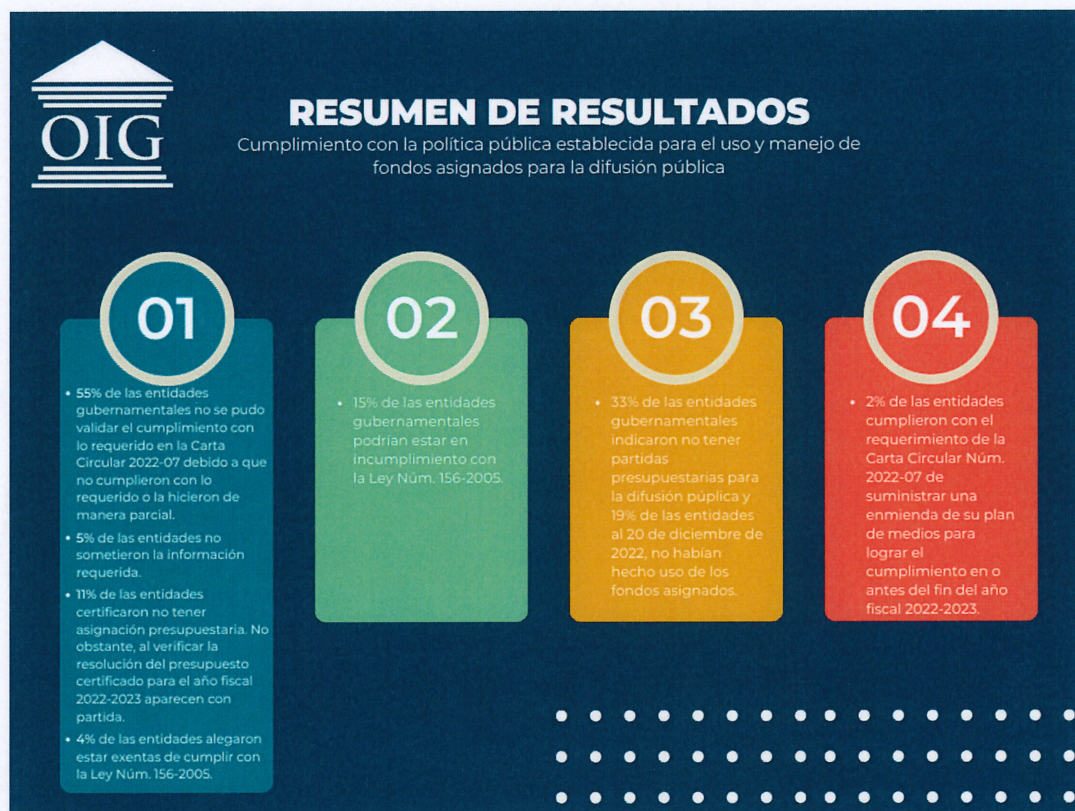 OIG
RESUMEN DE RESULTADOS
Cumplimiento con la política pública establecida para el uso y manejo de
fondos asignados para la difusión pública
01
• 55% de las entidades
gubernamentales no se pudo
validar el cumplimiento con
lo requerido en la Carta
Circular 2022-07 debido a que
no cumplieron con lo
requerido o la hicieron de
manera parcial.
• 5% de las entidades no
sometieron la información
requerida.
• 11% de las entidades
certificaron no tener
asignación presupuestaria. No
obstante, al verificar la
resolución del presupuesto
certificado para el año fiscal
2022-2023 aparecen con
partida.
• 4% de las entidades alegaron
estar exentas de cumplir con
la Ley Núm. 156-2005.
02
• 15% de las entidades
gubernamentales
podrían estar en
incumplimiento con
la Ley Núm. 156-2005.
03
• 33% de las entidades
gubernamentales
indicaron no tener
partidas
presupuestarias para
la difusión púplica y
19% de las entidades
al 20 de diciembre de
2022, no habían
hecho uso de los
fondos asignados.
04
• 2% de las entidades
cumplieron con el
requerimiento de la
Carta Circular Núm.
2022-07 de
suministrar una
enmienda de su plan
de medios para
lograr el
cumplimiento en o
antes del fin del año
fiscal 2022-2023.